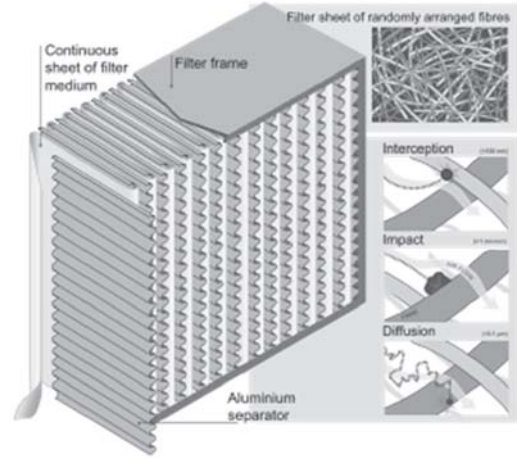 Filter sheet of randomly arranged fibres
Continuous
sheet of filter
medium
Filter frame
Interception
Impact
Diffusion
Aluminium
separator